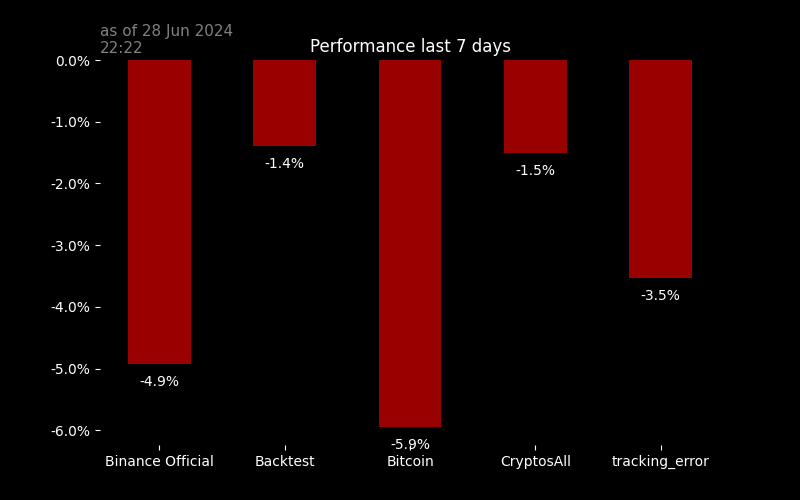 as of 28 Jun 2024
22:22
Performance last 7 days
0.0%
-1.0%
-2.0%
-3.0%
-4.0%
-5.0%
-6.0%
-4.9%
-1.4%
-5.9%
-1.5%
-3.5%
Binance Official
Backtest
Bitcoin
CryptosAll
tracking_error